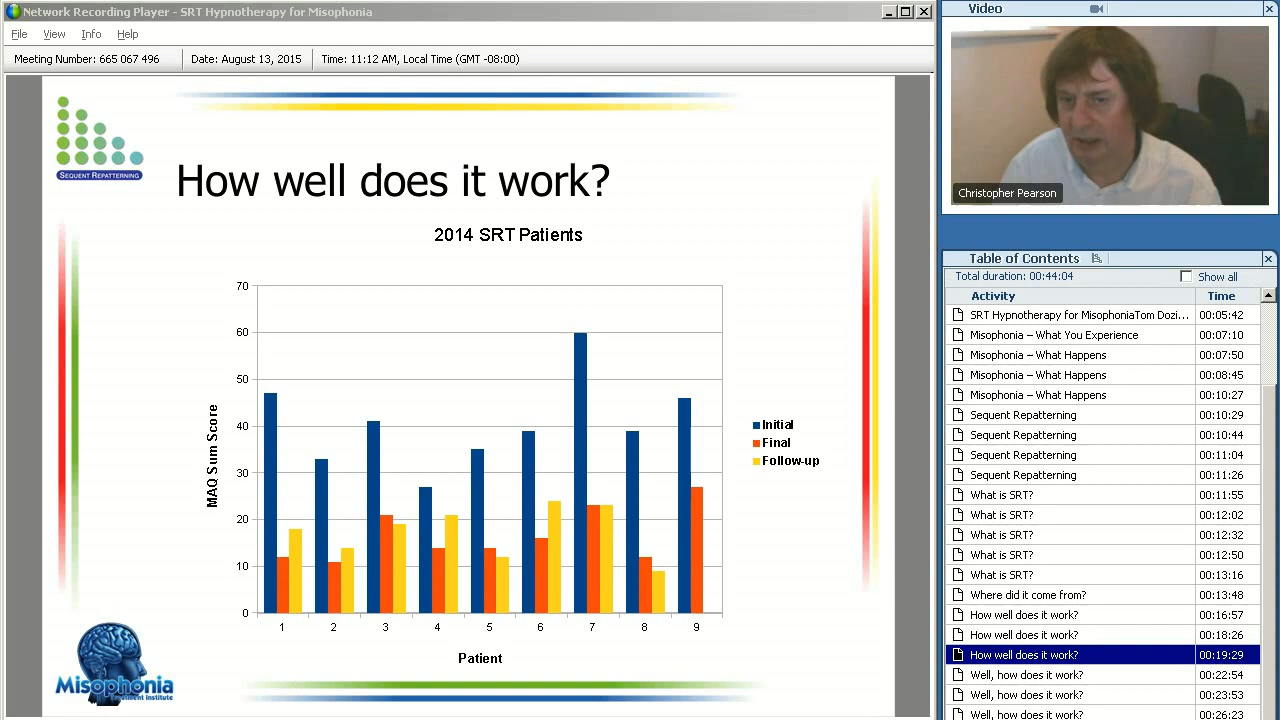 Network Recording Player - SRT Hypnotherapy for Misophonia
File View Info Help
Meeting Number: 665 067 496 Date: August 13, 2015 Time: 11:12 AM, Local Time (GMT -08:00)
SEQUENT REPATTERNING
How well does it work?
2014 SRT Patients
70
60
50
40
30
20
10
0
MAQ Sum Score
1 2 3 4 5 6 7 8 9
Patient
Initial
Final
Follow-up
Misophonia
Treatment Institute
Video
Christopher Pearson
Table of Contents
Total duration: 00:44:04 Show all
Activity Time
SRT Hypnotherapy for MisophoniaTom Dozi... 00:05:42
Misophonia – What You Experience 00:07:10
Misophonia – What Happens 00:07:50
Misophonia – What Happens 00:08:45
Misophonia – What Happens 00:10:27
Sequent Repatterning 00:10:29
Sequent Repatterning 00:10:44
Sequent Repatterning 00:11:04
Sequent Repatterning 00:11:26
What is SRT? 00:11:55
What is SRT? 00:12:02
What is SRT? 00:12:32
What is SRT? 00:12:50
What is SRT? 00:13:16
Where did it come from? 00:13:48
How well does it work? 00:16:57
How well does it work? 00:18:26
How well does it work? 00:19:29
Well, how does it work? 00:22:54
Well, how does it work? 00:23:53
Well, how does it work? 00:26:23